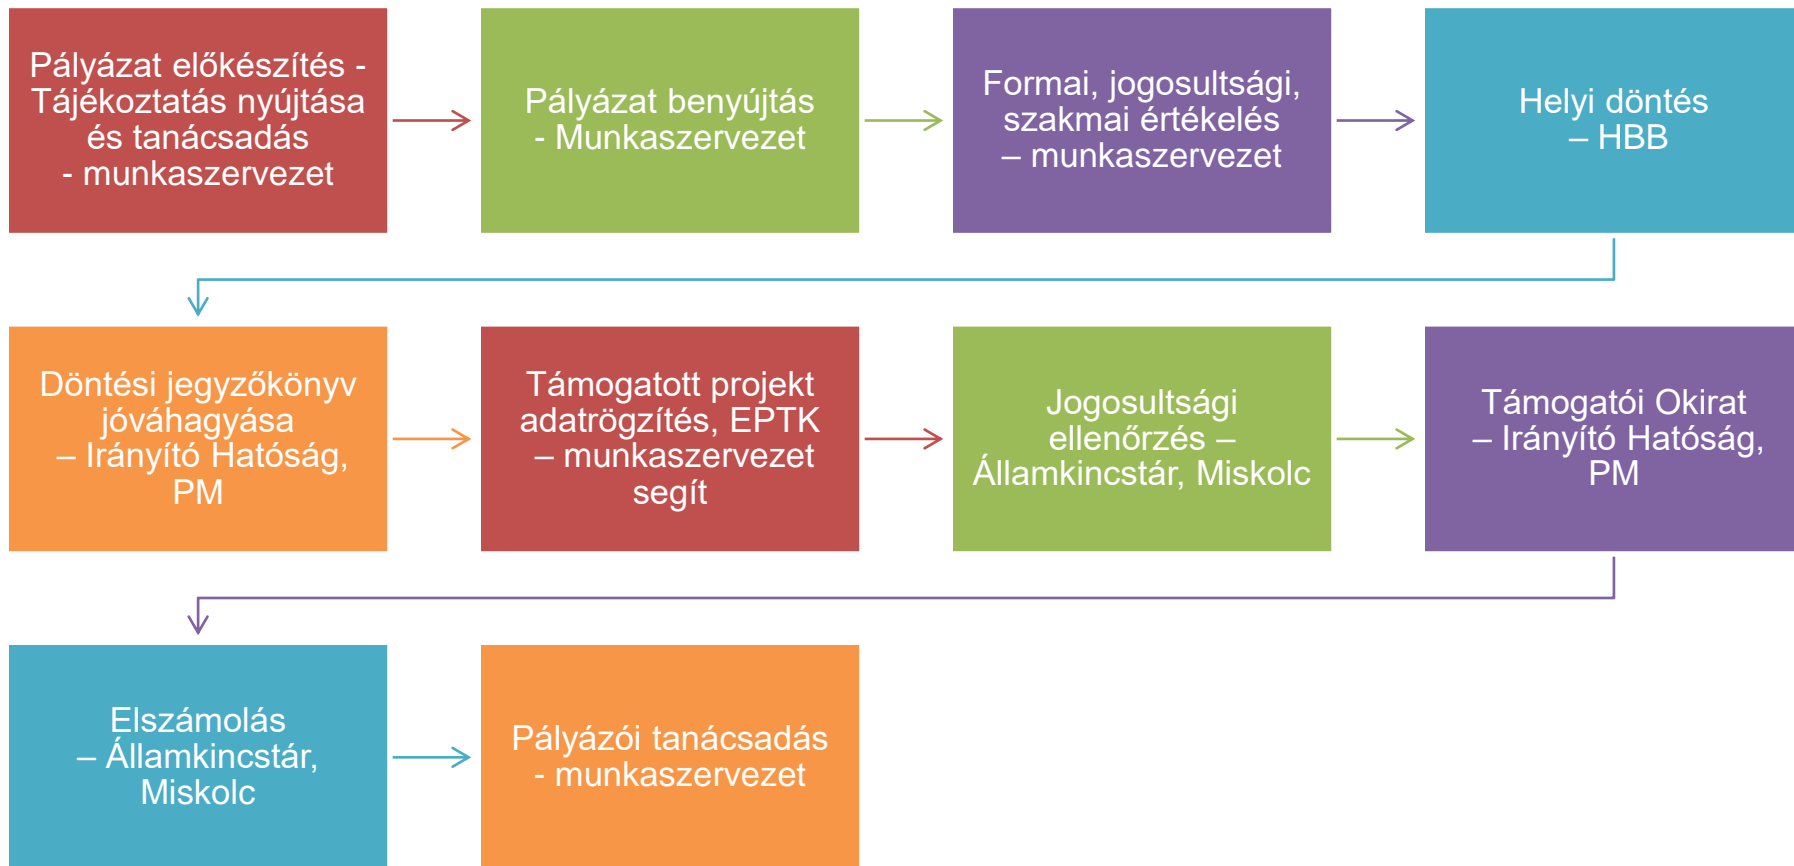 Pályázat előkészítés -
Tájékoztatás nyújtása
és tanácsadás
- munkaszervezet
Pályázat benyújtás
- Munkaszervezet
Formai, jogosultsági,
szakmai értékelés
– munkaszervezet
Helyi döntés
– HBB
Döntési jegyzőkönyv
jóváhagyása
– Irányító Hatóság,
PM
Támogatott projekt
adatrögzítés, EPTK
– munkaszervezet
segít
Jogosultsági
ellenőrzés –
Államkincstár, Miskolc
Támogatói Okirat
– Irányító Hatóság,
PM
Elszámolás
– Államkincstár,
Miskolc
Pályázói tanácsadás
- munkaszervezet